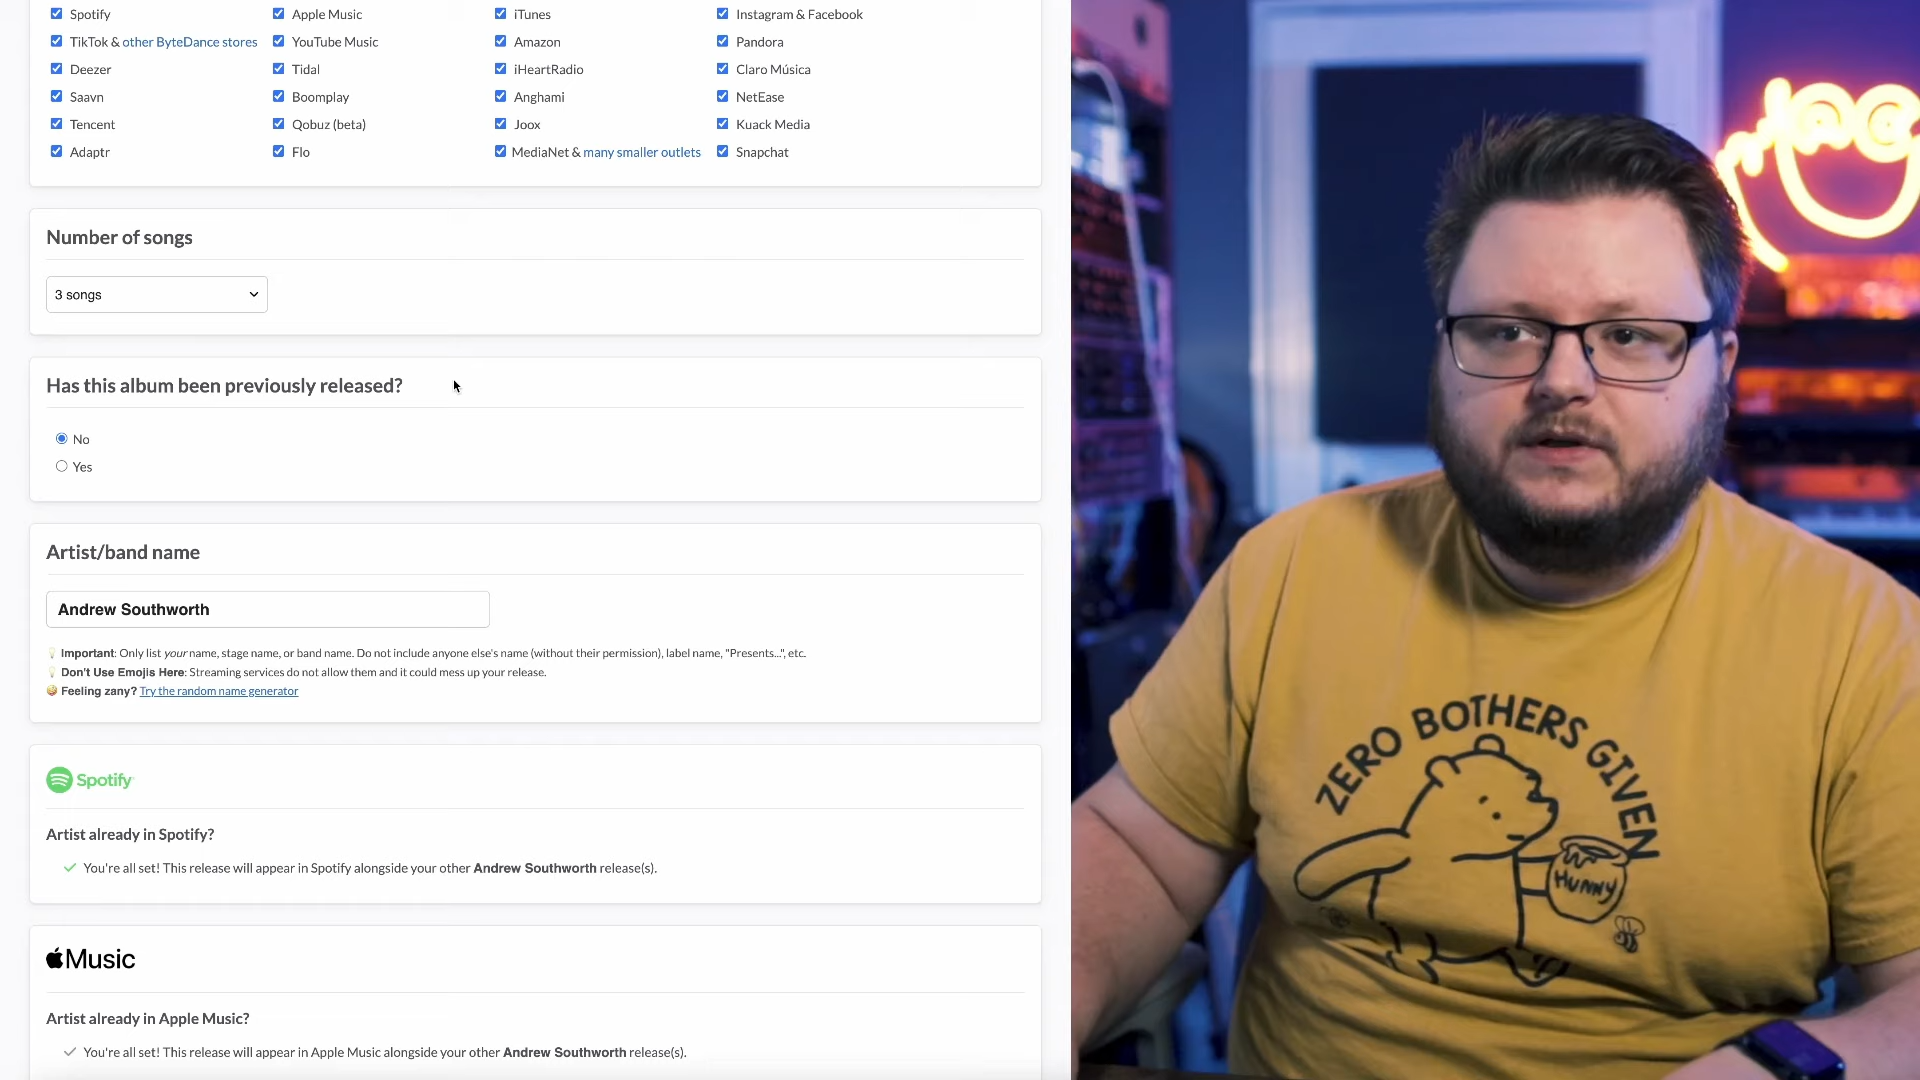 Spotify
Apple Music
iTunes
Instagram & Facebook
TikTok & other ByteDance stores
YouTube Music
Amazon
Pandora
Deezer
Tidal
iHeartRadio
Claro Música
Saavn
Boomplay
Anghami
NetEase
Tencent
Qobuz (beta)
Joox
Kuack Media
Adaptr
Flo
MediaNet & many smaller outlets
Snapchat
Number of songs
3 songs
Has this album been previously released?
No
Yes
Artist/band name
Andrew Southworth
Important: Only list your name, stage name, or band name. Do not include anyone else's name (without their permission), label name, "Presents...", etc.
Don't Use Emojis Here: Streaming services do not allow them and it could mess up your release.
Feeling zany? Try the random name generator
Spotify
Artist already in Spotify?
You're all set! This release will appear in Spotify alongside your other Andrew Southworth release(s).
Music
Artist already in Apple Music?
You're all set! This release will appear in Apple Music alongside your other Andrew Southworth release(s).
ZERO BOTHERS GIVEN
HUNNY